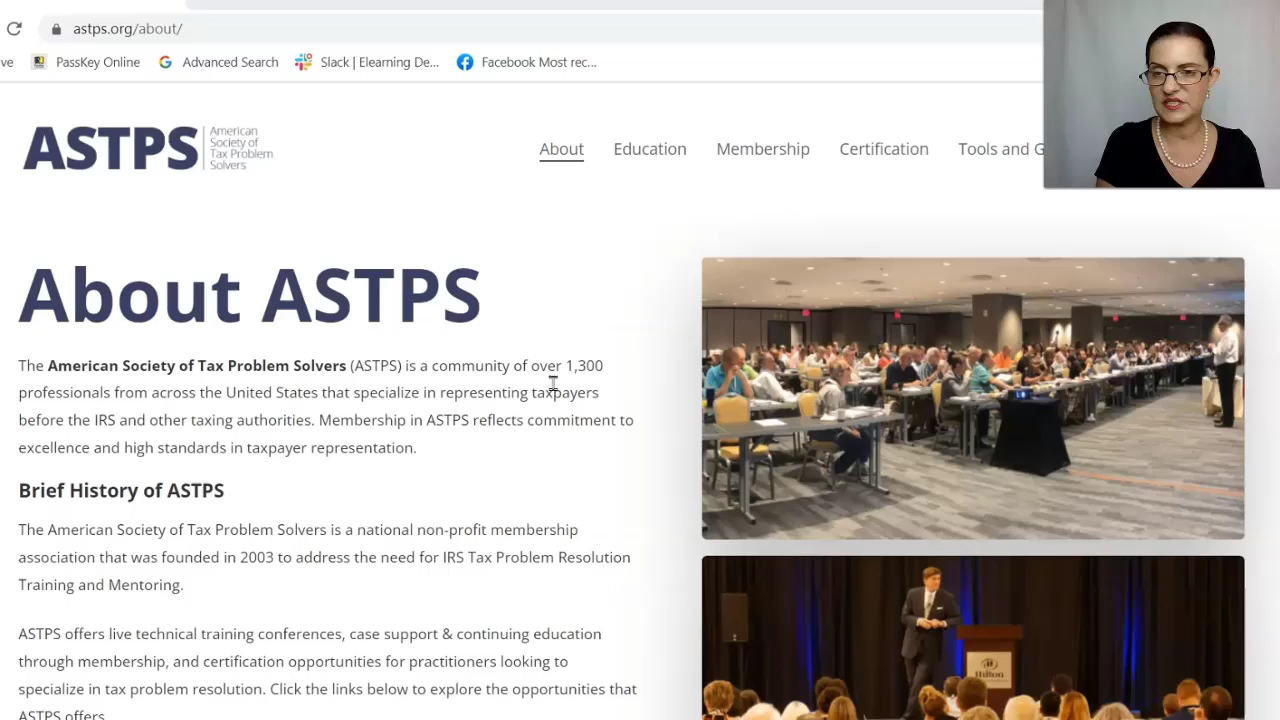 astps.org/about/
ve PassKey Online Advanced Search Slack | Elearning De... Facebook Most rec...
ASTPS American
Society of
Tax Problem
Solvers
About Education Membership Certification Tools and G
About ASTPS
The American Society of Tax Problem Solvers (ASTPS) is a community of over 1,300
professionals from across the United States that specialize in representing taxpayers
before the IRS and other taxing authorities. Membership in ASTPS reflects commitment to
excellence and high standards in taxpayer representation.
Brief History of ASTPS
The American Society of Tax Problem Solvers is a national non-profit membership
association that was founded in 2003 to address the need for IRS Tax Problem Resolution
Training and Mentoring.
ASTPS offers live technical training conferences, case support & continuing education
through membership, and certification opportunities for practitioners looking to
specialize in tax problem resolution. Click the links below to explore the opportunities that
ASTPS offers.
Hilton